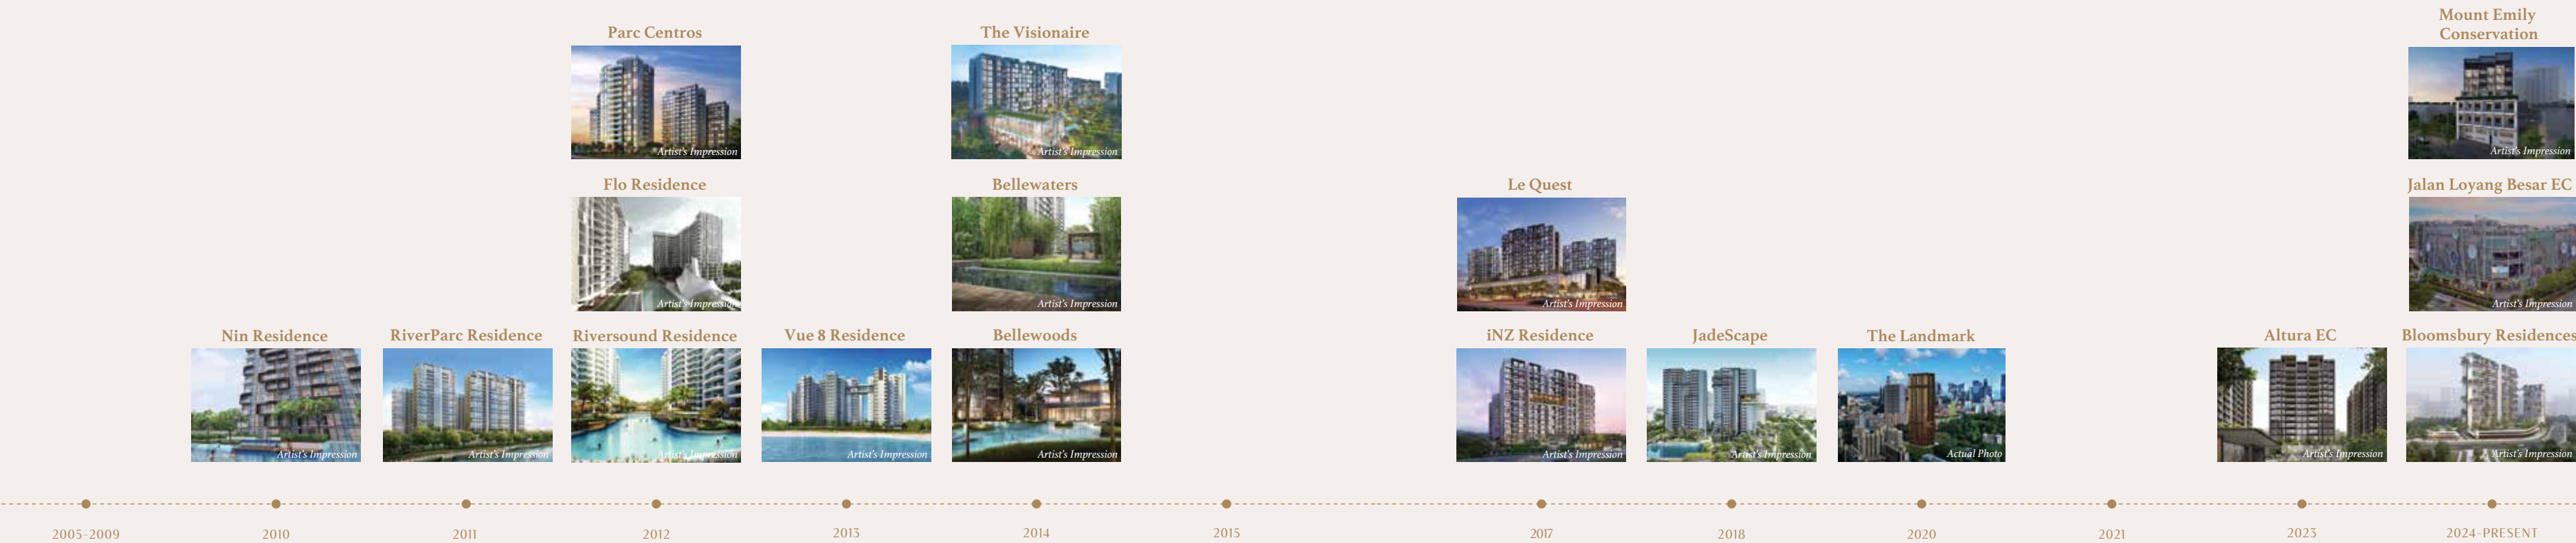 Parc Centros
Artist's Impression
The Visionaire
Artist's Impression
Mount Emily
Conservation
Artist's Impression
Flo Residence
Artist's Impression
Bellewaters
Artist's Impression
Le Quest
Artist's Impression
Jalan Loyang Besar EC
Artist's Impression
Nin Residence
Artist's Impression
RiverParc Residence
Artist's Impression
Riversound Residence
Artist's Impression
Vue 8 Residence
Artist's Impression
Bellewoods
Artist's Impression
iNZ Residence
Artist's Impression
JadeScape
Artist's Impression
The Landmark
Actual Photo
Altura EC
Artist's Impression
Bloomsbury Residences
Artist's Impression
2005-2009
2010
2011
2012
2013
2014
2015
2017
2018
2020
2021
2023
2024-PRESENT